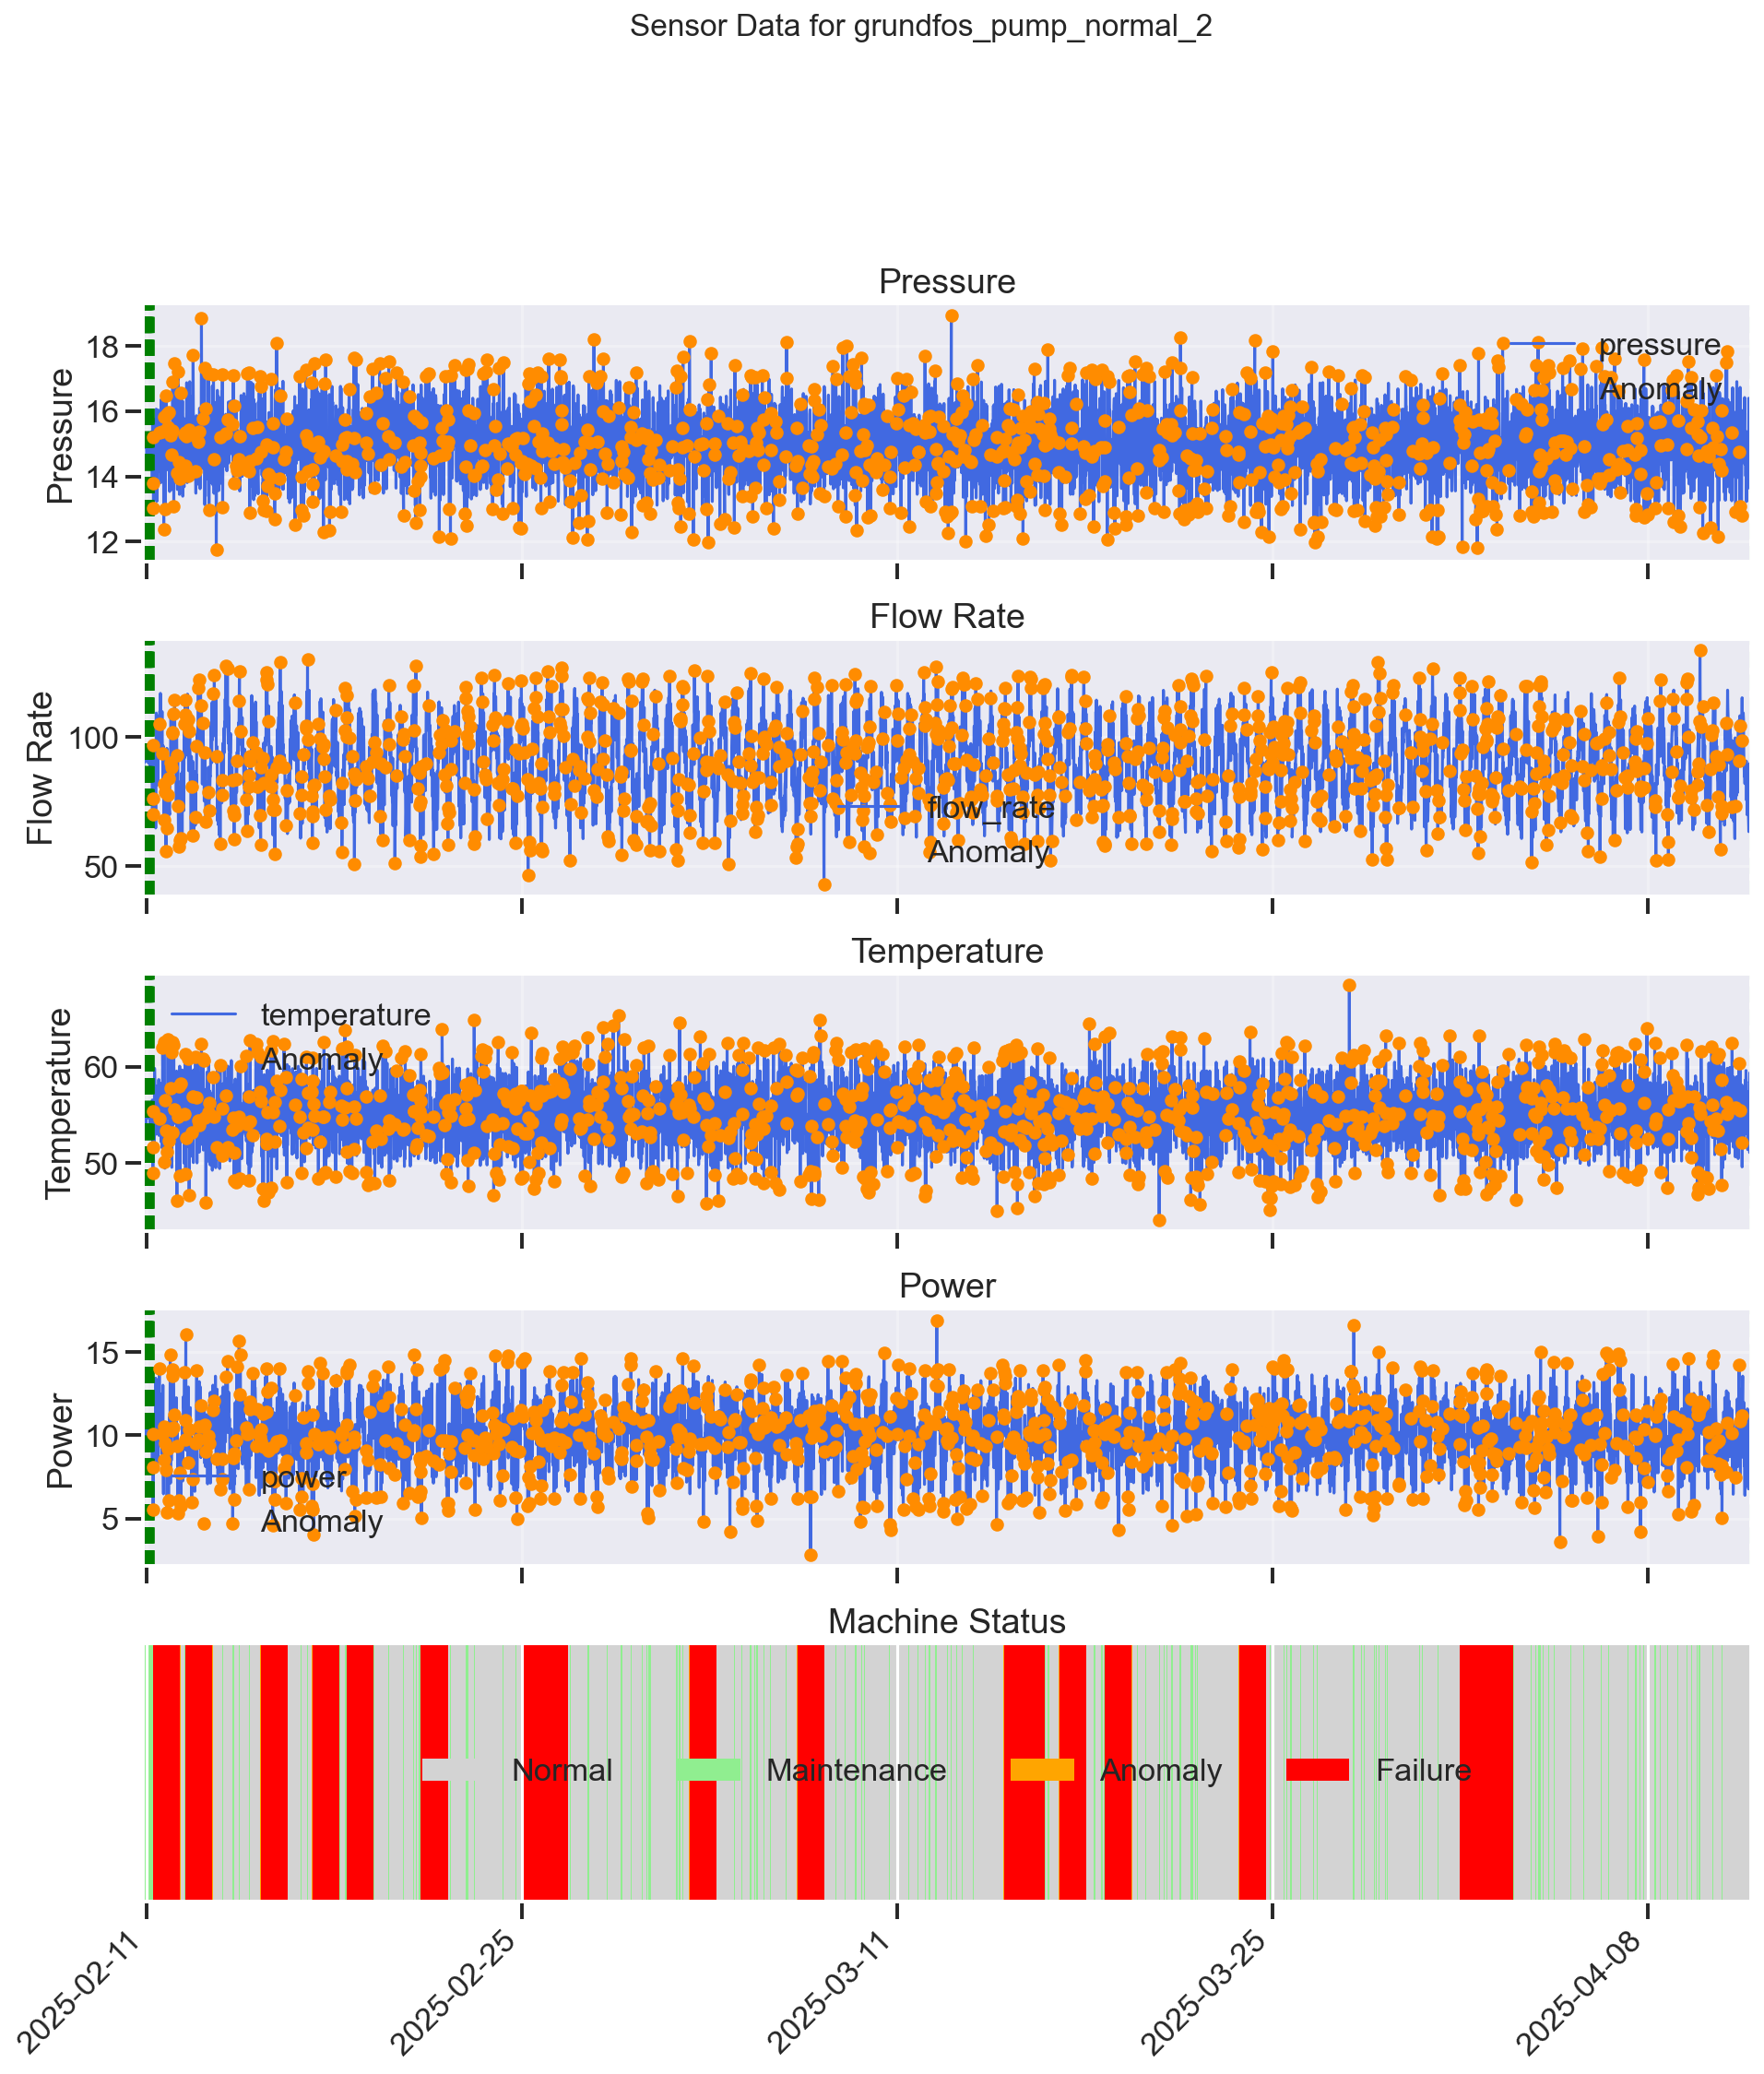 Sensor Data for grundfos_pump_normal_2
Pressure
Pressure
18
16
14
12
pressure
Anomaly
Flow Rate
Flow Rate
100
50
flow_rate
Anomaly
Temperature
Temperature
60
50
temperature
Anomaly
Power
Power
15
10
5
power
Anomaly
Machine Status
Normal Maintenance Anomaly Failure
2025-02-11
2025-02-25
2025-03-11
2025-03-25
2025-04-08